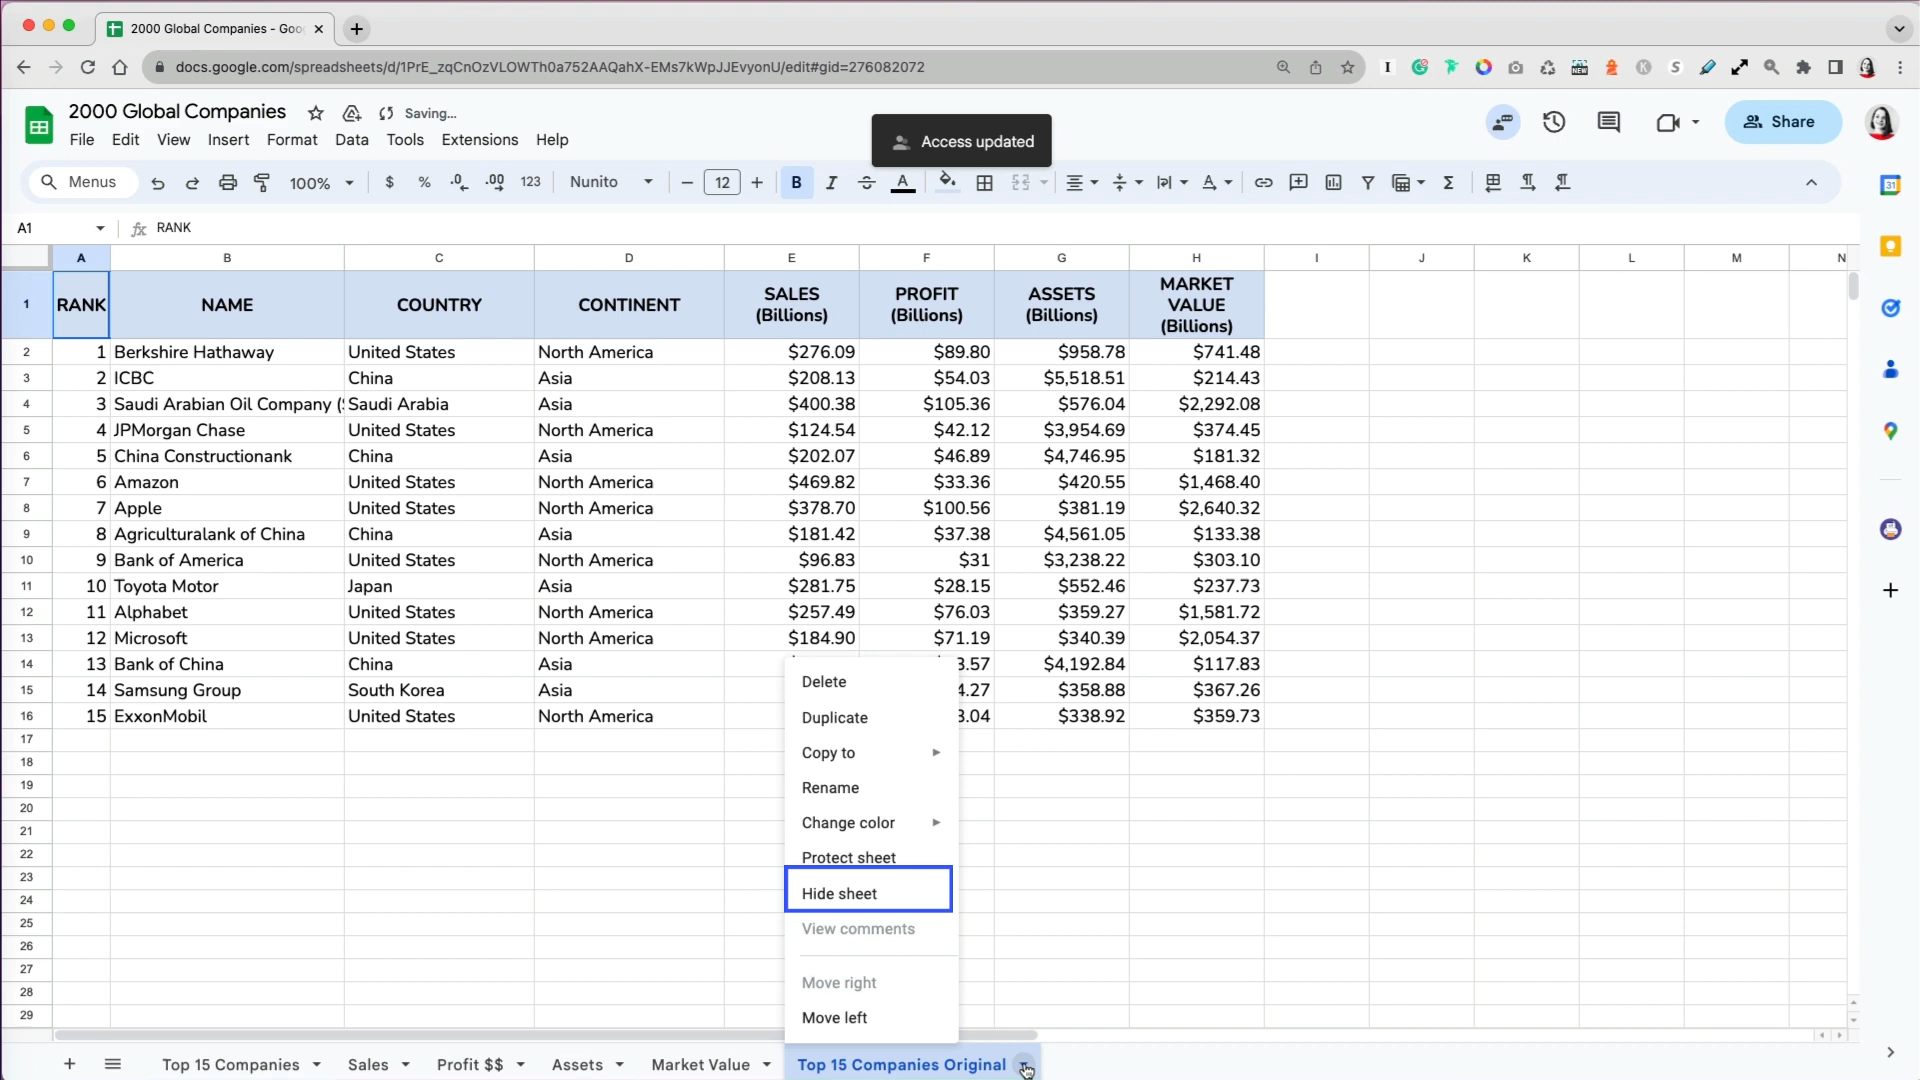 2000 Global Companies - Goo
docs.google.com/spreadsheets/d/1PrE_zqCnOzVLOWTh0a752AAQahX-EMs7kWpJJEvyonU/edit#gid=276082072
2000 Global Companies Saving...
File Edit View Insert Format Data Tools Extensions Help
Access updated
Share
Menus 100% $ % .0 .00 123 Nunito 12 B I A
A1 fx RANK
A B C D E F G H I J K L M N
1 RANK NAME COUNTRY CONTINENT SALES (Billions) PROFIT (Billions) ASSETS (Billions) MARKET VALUE (Billions)
2 1 Berkshire Hathaway United States North America $276.09 $89.80 $958.78 $741.48
3 2 ICBC China Asia $208.13 $54.03 $5,518.51 $214.43
4 3 Saudi Arabian Oil Company ( Saudi Arabia Asia $400.38 $105.36 $576.04 $2,292.08
5 4 JPMorgan Chase United States North America $124.54 $42.12 $3,954.69 $374.45
6 5 China Constructionank China Asia $202.07 $46.89 $4,746.95 $181.32
7 6 Amazon United States North America $469.82 $33.36 $420.55 $1,468.40
8 7 Apple United States North America $378.70 $100.56 $381.19 $2,640.32
9 8 Agriculturalank of China China Asia $181.42 $37.38 $4,561.05 $133.38
10 9 Bank of America United States North America $96.83 $31 $3,238.22 $303.10
11 10 Toyota Motor Japan Asia $281.75 $28.15 $552.46 $237.73
12 11 Alphabet United States North America $257.49 $76.03 $359.27 $1,581.72
13 12 Microsoft United States North America $184.90 $71.19 $340.39 $2,054.37
14 13 Bank of China China Asia 3.57 $4,192.84 $117.83
15 14 Samsung Group South Korea Asia 4.27 $358.88 $367.26
16 15 ExxonMobil United States North America 3.04 $338.92 $359.73
17
18
19
20
21
22
23
24
25
26
27
28
29
Delete
Duplicate
Copy to
Rename
Change color
Protect sheet
Hide sheet
View comments
Move right
Move left
Top 15 Companies Sales Profit $$ Assets Market Value Top 15 Companies Original